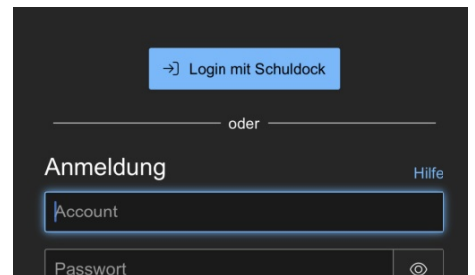 Login mit Schuldock
oder
Anmeldung
Hilfe
Account
Passwort